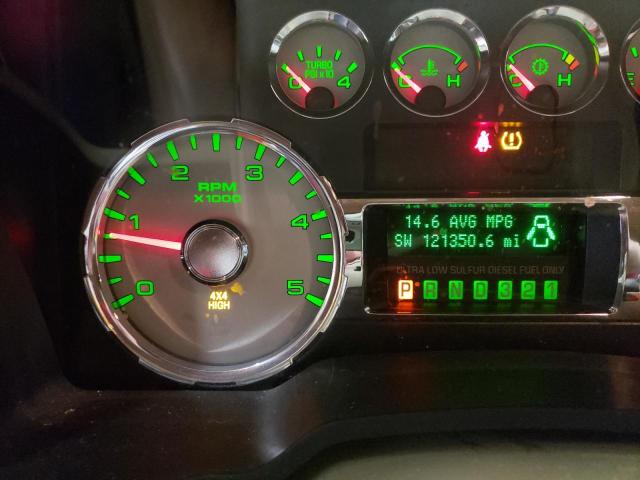 TURBO
PSI x 10
0 4
C H
C H
RPM
X1000
0 1 2 3 4 5
4X4
HIGH
14.6 AVG MPG
SW 121350.6 mi
ULTRA LOW SULFUR DIESEL FUEL ONLY
P R N D 3 2 1